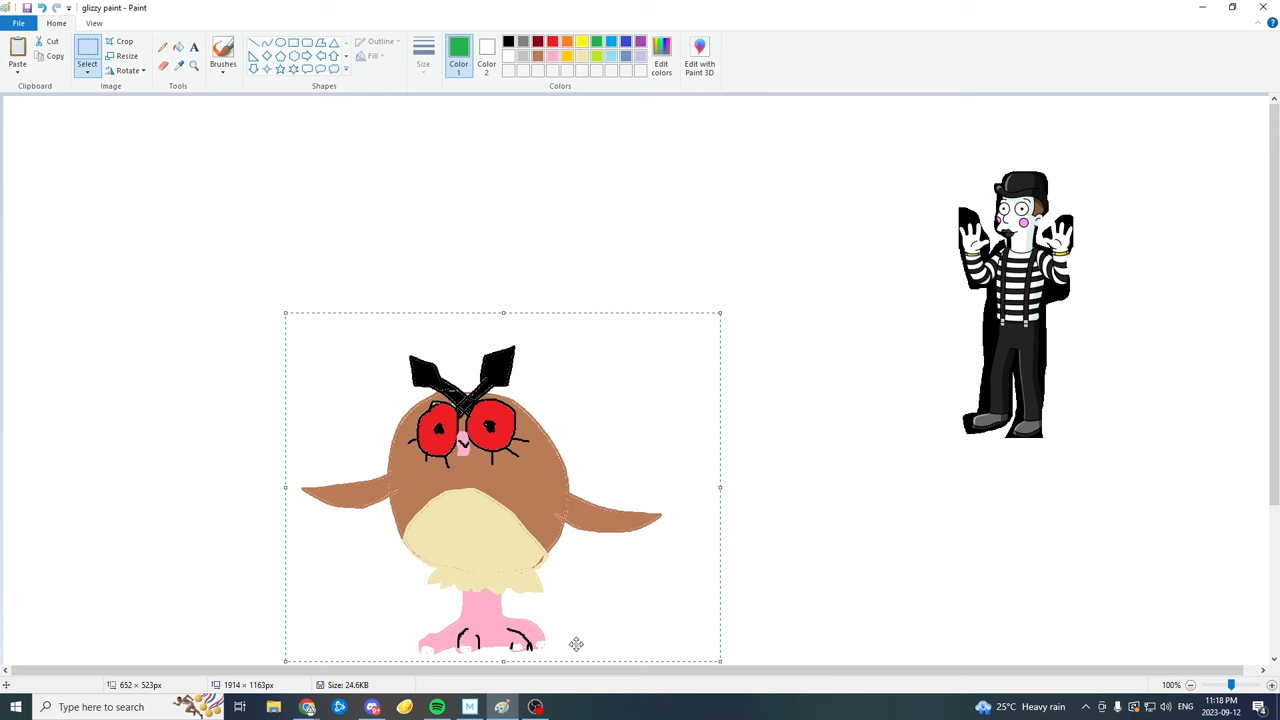 glizzy paint - Paint
File
Home
View
Paste
Cut
Copy
Clipboard
Select
Crop
Resize
Rotate
Image
A
Tools
Brushes
Shapes
Outline
Fill
Size
Color 1
Color 2
Edit colors
Colors
Edit with Paint 3D
652 × 523px
1914 × 1163px
Size: 24.6KB
100%
Type here to search
M
25°C Heavy rain
ENG
11:18 PM
2023-09-12
4